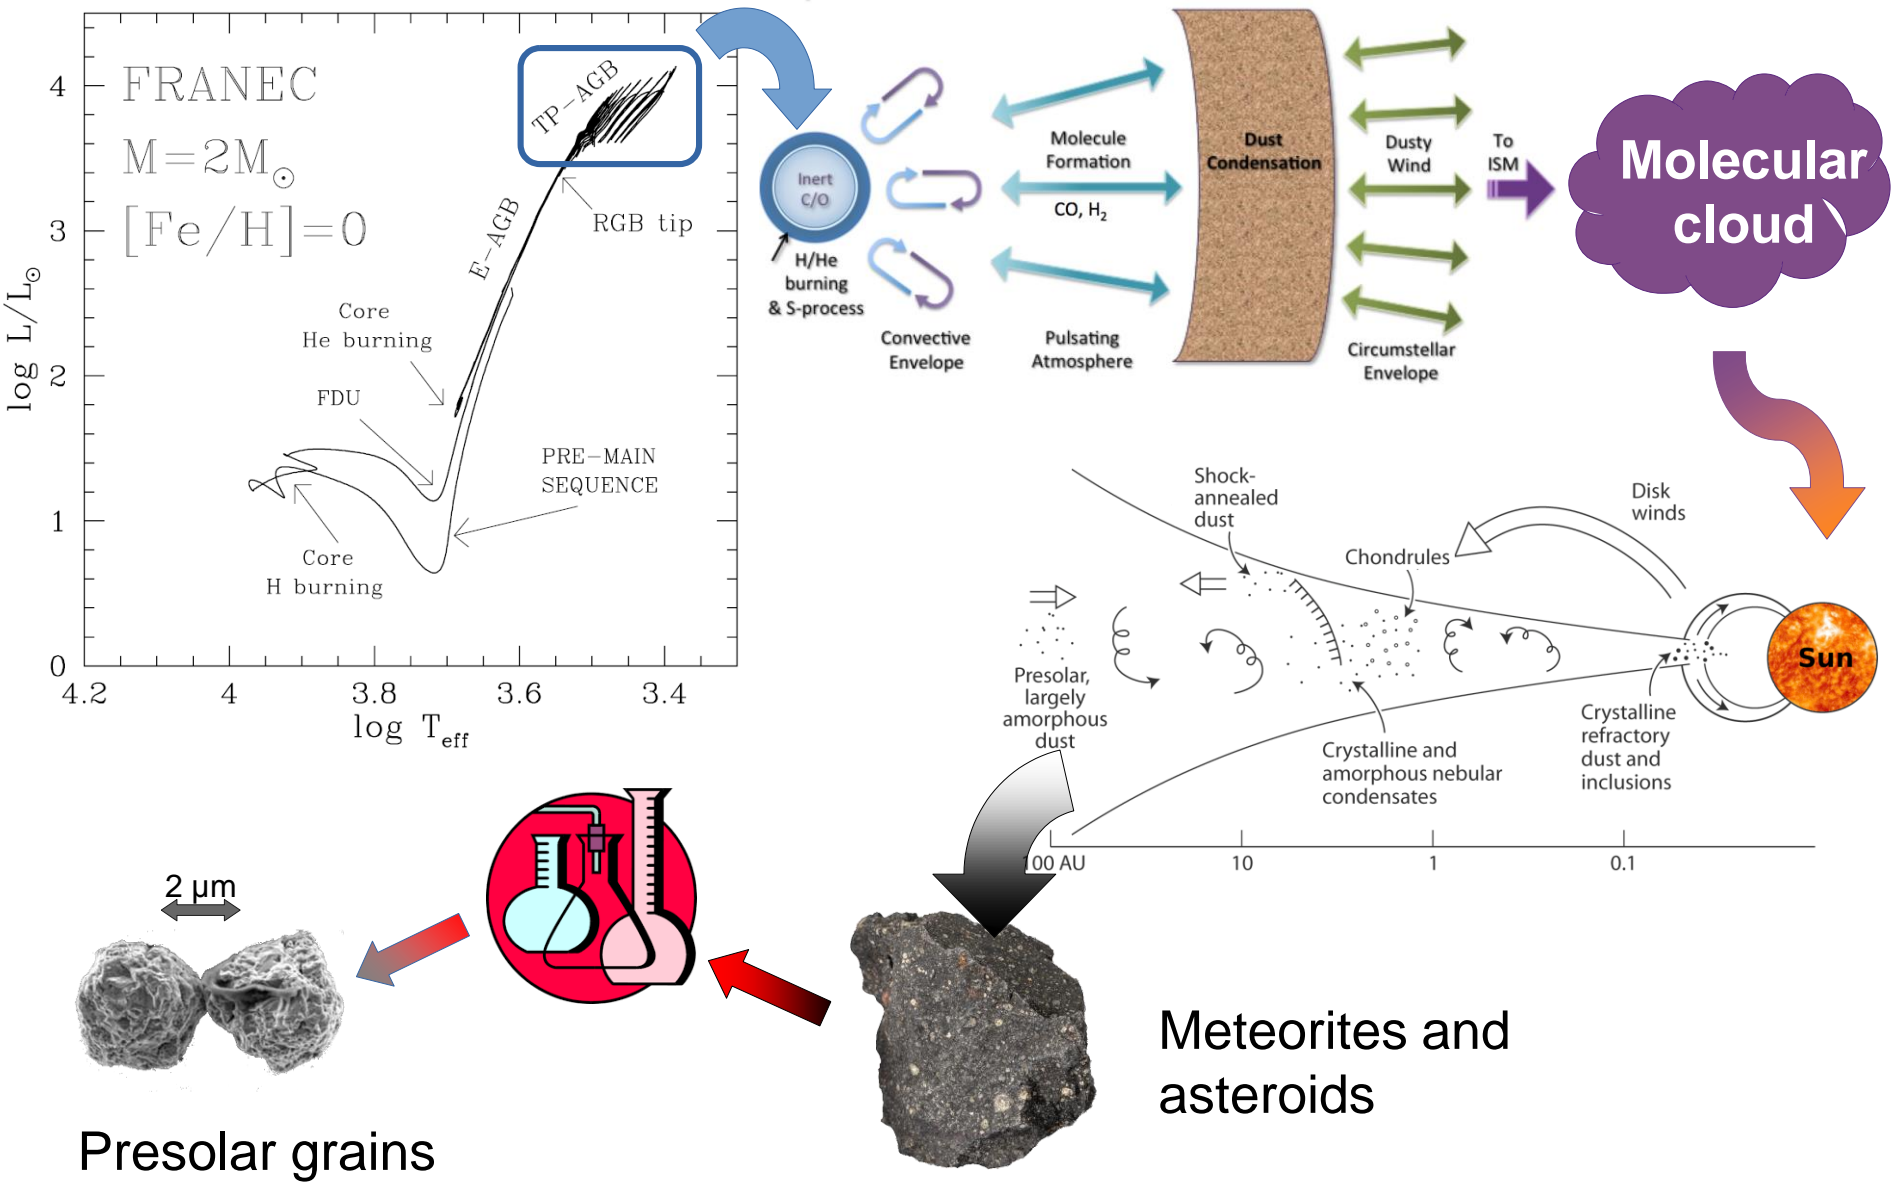 FRANEC
M=2M☉
[Fe/H]=0
TP-AGB
RGB tip
E-AGB
Core
He burning
FDU
PRE-MAIN
SEQUENCE
Core
H burning
log L/L☉
4
3
2
1
0
4.2
4
3.8
3.6
3.4
log Teff
Inert
C/O
H/He
burning
& S-process
Convective
Envelope
Molecule
Formation
CO, H2
Pulsating
Atmosphere
Dust
Condensation
Dusty
Wind
Circumstellar
Envelope
To
ISM
Molecular
cloud
Shock-
annealed
dust
Chondrules
Disk
winds
Sun
Presolar,
largely
amorphous
dust
Crystalline and
amorphous nebular
condensates
Crystalline
refractory
dust and
inclusions
100 AU
10
1
0.1
2 µm
Presolar grains
Meteorites and
asteroids